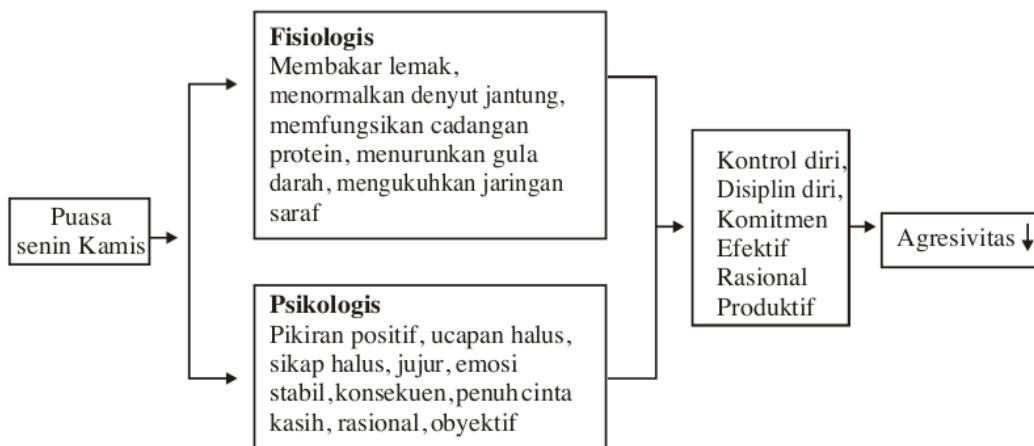 Puasa
senin Kamis
Fisiologis
Membakar lemak,
menormalkan denyut jantung,
memfungsikan cadangan
protein, menurunkan gula
darah, mengukuhkan jaringan
saraf
Psikologis
Pikiran positif, ucapan halus,
sikap halus, jujur, emosi
stabil, konsekuen, penuh cinta
kasih, rasional, obyektif
Kontrol diri,
Disiplin diri,
Komitmen
Efektif
Rasional
Produktif
Agresivitas ↓